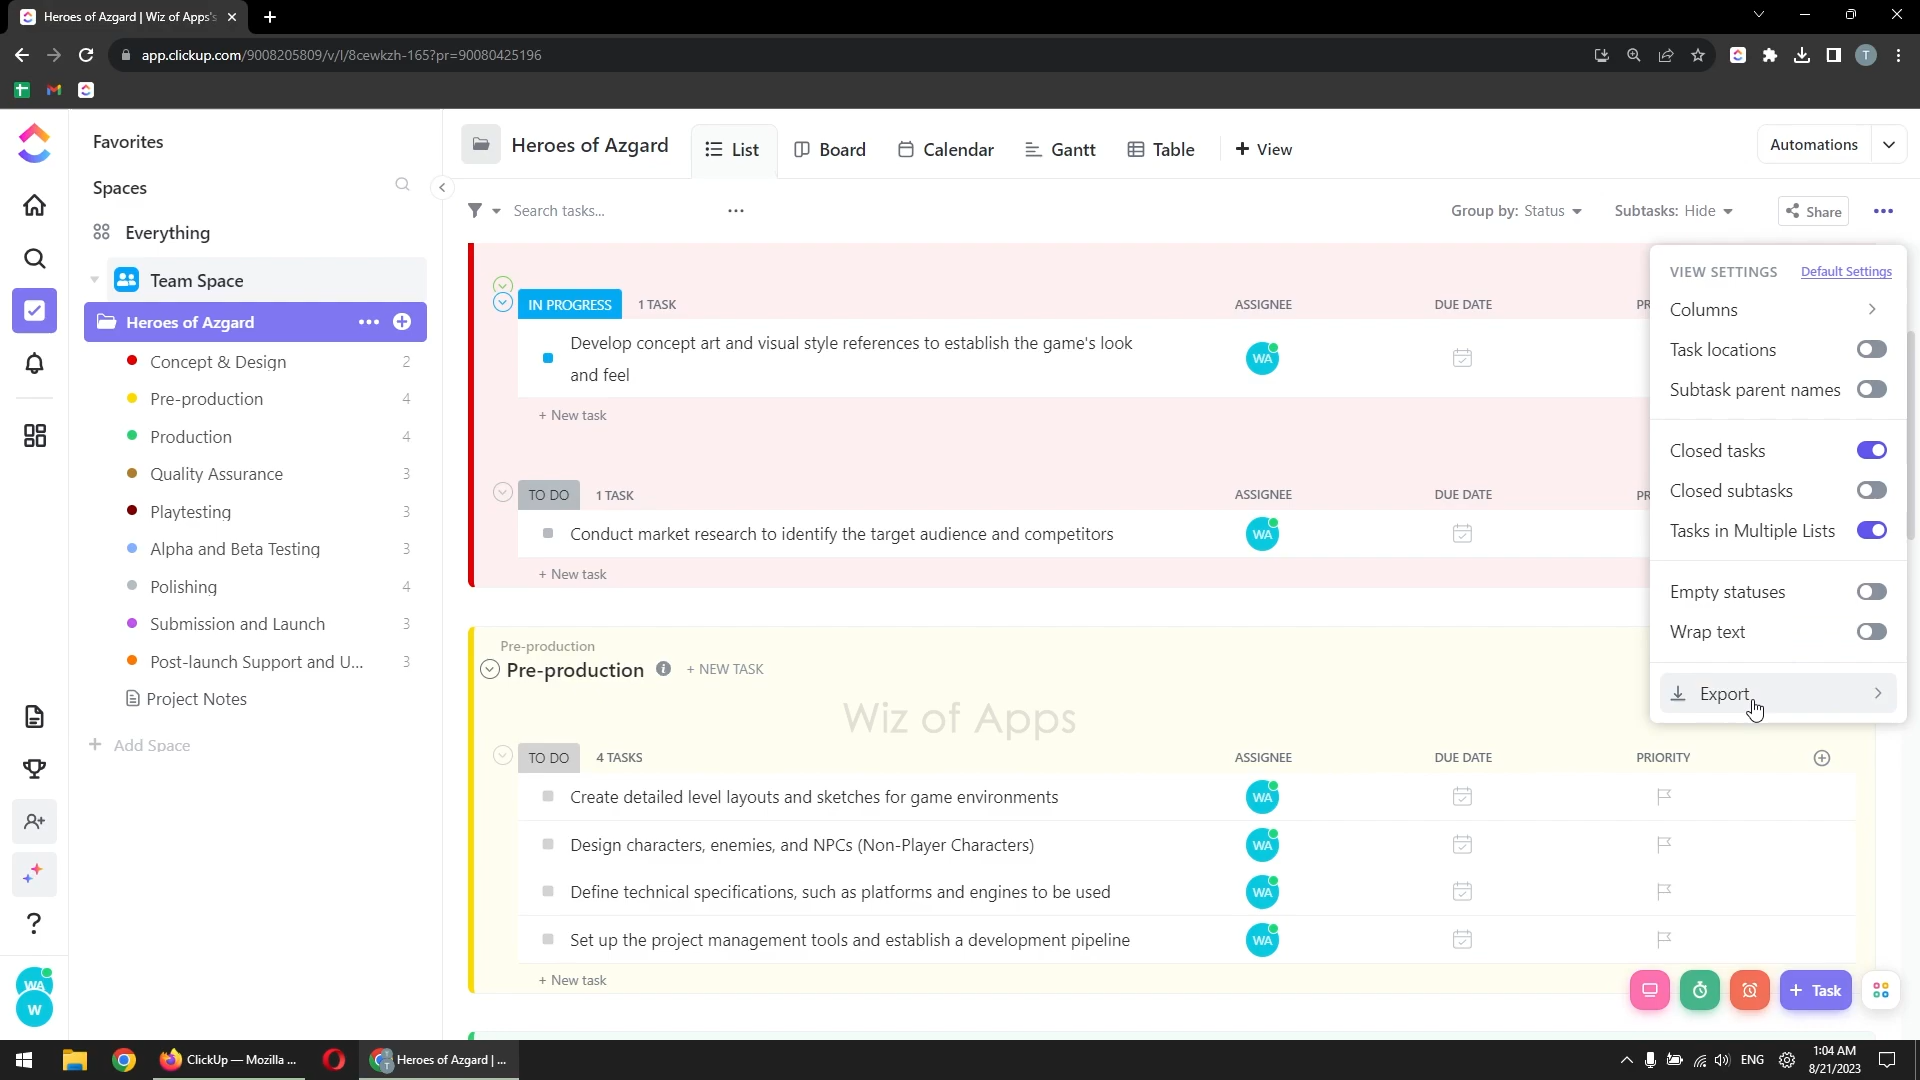 Heroes of Azgard | Wiz of Apps's
app.clickup.com/9008205809/v/l/8cewkzh-165?pr=90080425196
T
Favorites
Spaces
Everything
Team Space
Heroes of Azgard
Concept & Design 2
Pre-production 4
Production 4
Quality Assurance 3
Playtesting 3
Alpha and Beta Testing 3
Polishing 4
Submission and Launch 3
Post-launch Support and U... 3
Project Notes
+ Add Space
WA
W
Heroes of Azgard
List
Board
Calendar
Gantt
Table
+ View
Automations
Search tasks...
Group by: Status
Subtasks: Hide
Share
IN PROGRESS 1 TASK ASSIGNEE DUE DATE PR
Develop concept art and visual style references to establish the game's look
and feel
WA
+ New task
TO DO 1 TASK ASSIGNEE DUE DATE PR
Conduct market research to identify the target audience and competitors WA
+ New task
Pre-production
Pre-production + NEW TASK
Wiz of Apps
TO DO 4 TASKS ASSIGNEE DUE DATE PRIORITY
Create detailed level layouts and sketches for game environments WA
Design characters, enemies, and NPCs (Non-Player Characters) WA
Define technical specifications, such as platforms and engines to be used WA
Set up the project management tools and establish a development pipeline WA
+ New task
VIEW SETTINGS Default Settings
Columns
Task locations
Subtask parent names
Closed tasks
Closed subtasks
Tasks in Multiple Lists
Empty statuses
Wrap text
Export
+ Task
ClickUp — Mozilla ...
Heroes of Azgard | ...
ENG
1:04 AM
8/21/2023